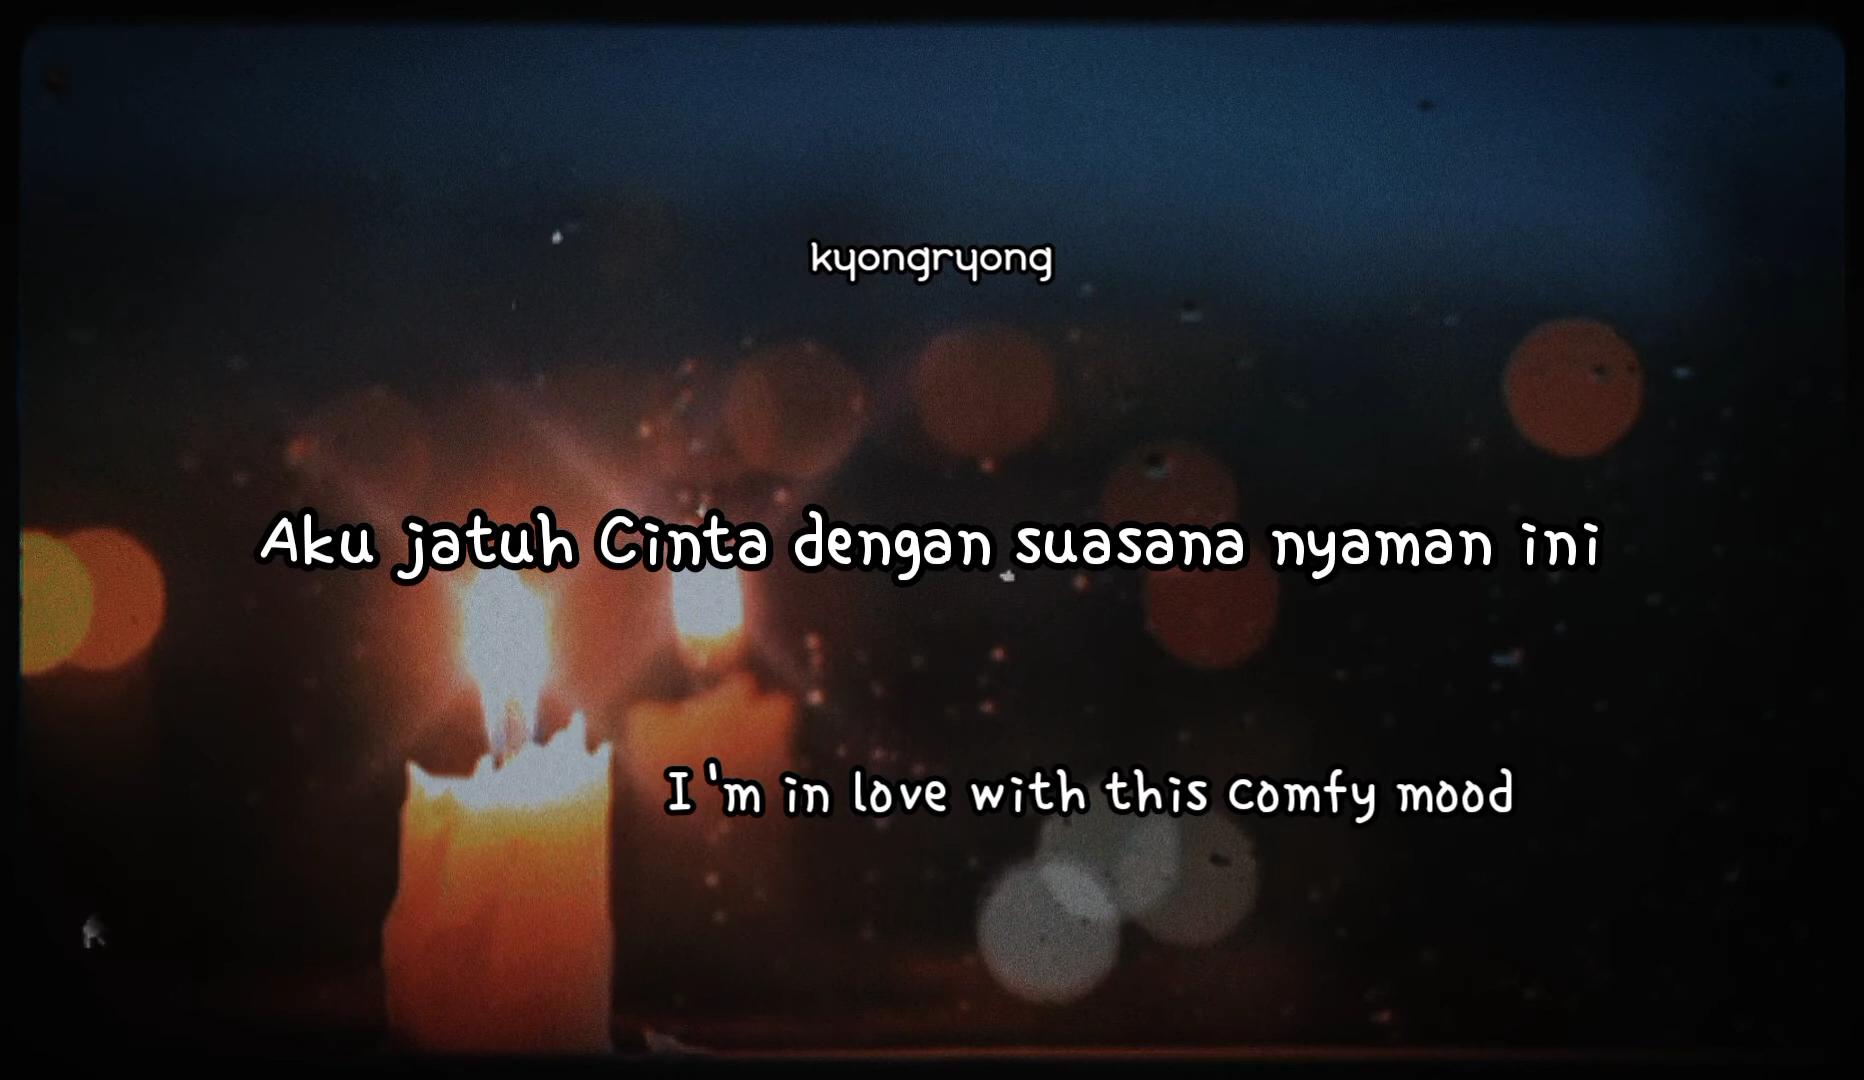 kyongryong
Aku jatuh Cinta dengan suasana nyaman ini
I'm in love with this comfy mood